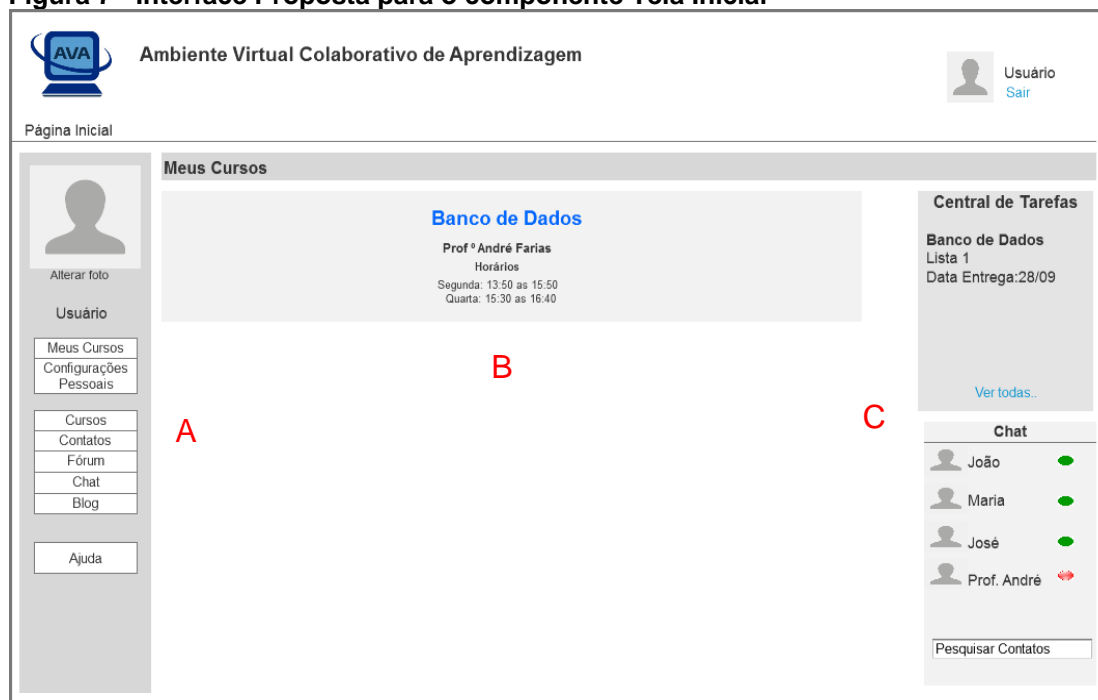 Figura 7 - Interface Proposta para o componente Tela Inicial
AVA
Ambiente Virtual Colaborativo de Aprendizagem
Usuário
Sair
Página Inicial
Alterar foto
Usuário
Meus Cursos
Configurações
Pessoais
Cursos
Contatos
Fórum
Chat
Blog
Ajuda
A
Meus Cursos
Banco de Dados
Prof º André Farias
Horários
Segunda: 13:50 as 15:50
Quarta: 15:30 as 16:40
B
C
Central de Tarefas
Banco de Dados
Lista 1
Data Entrega:28/09
Ver todas..
Chat
João
Maria
José
Prof. André
Pesquisar Contatos